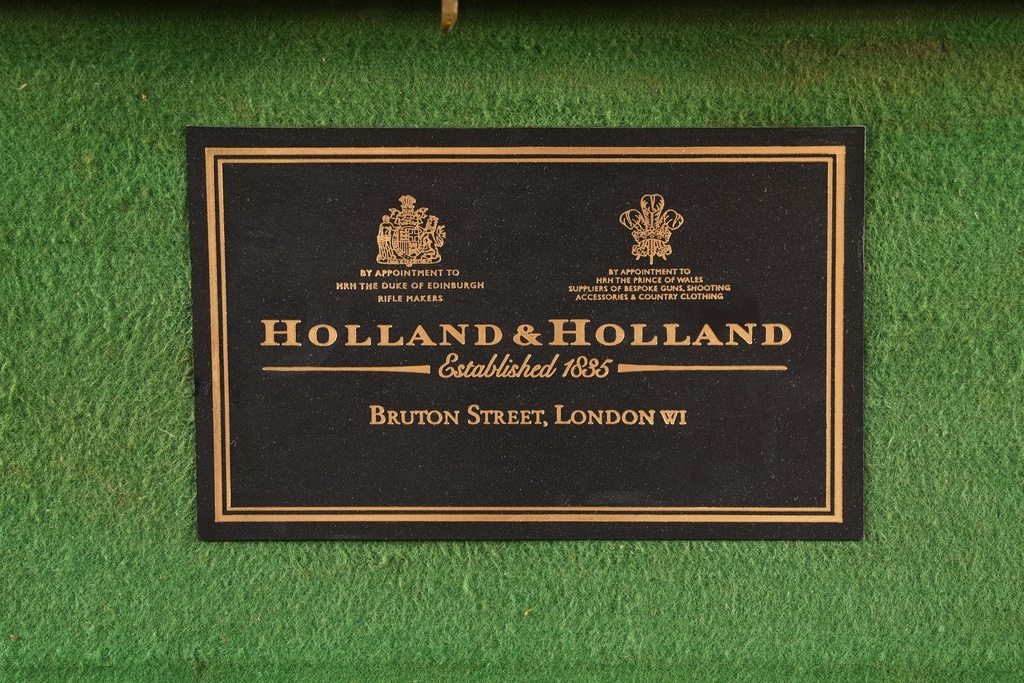 BY APPOINTMENT TO
HRH THE DUKE OF EDINBURGH
RIFLE MAKERS
BY APPOINTMENT TO
HRH THE PRINCE OF WALES
SUPPLIERS OF BESPOKE GUNS, SHOOTING
ACCESSORIES & COUNTRY CLOTHING
HOLLAND & HOLLAND
Established 1835
BRUTON STREET, LONDON W1